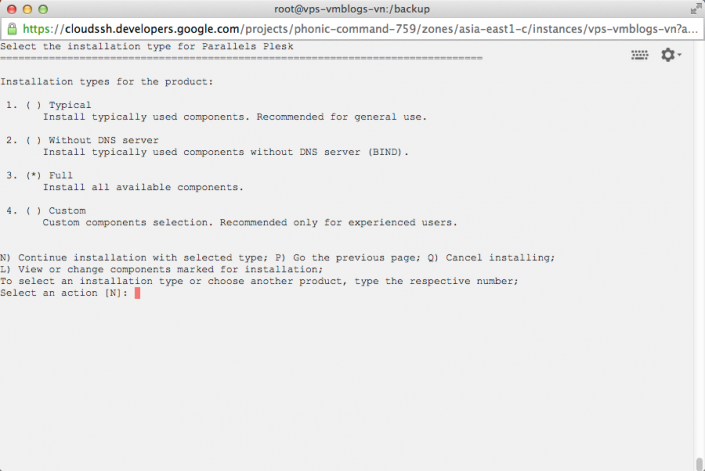 root@vps-vmblogs-vn:/backup
https://cloudssh.developers.google.com/projects/phonic-command-759/zones/asia-east1-c/instances/vps-vmblogs-vn?a...
Select the installation type for Parallels Plesk
===============================================================================
Installation types for the product:
1. ( ) Typical
Install typically used components. Recommended for general use.
2. ( ) Without DNS server
Install typically used components without DNS server (BIND).
3. (*) Full
Install all available components.
4. ( ) Custom
Custom components selection. Recommended only for experienced users.
N) Continue installation with selected type; P) Go the previous page; Q) Cancel installing;
L) View or change components marked for installation;
To select an installation type or choose another product, type the respective number;
Select an action [N]: